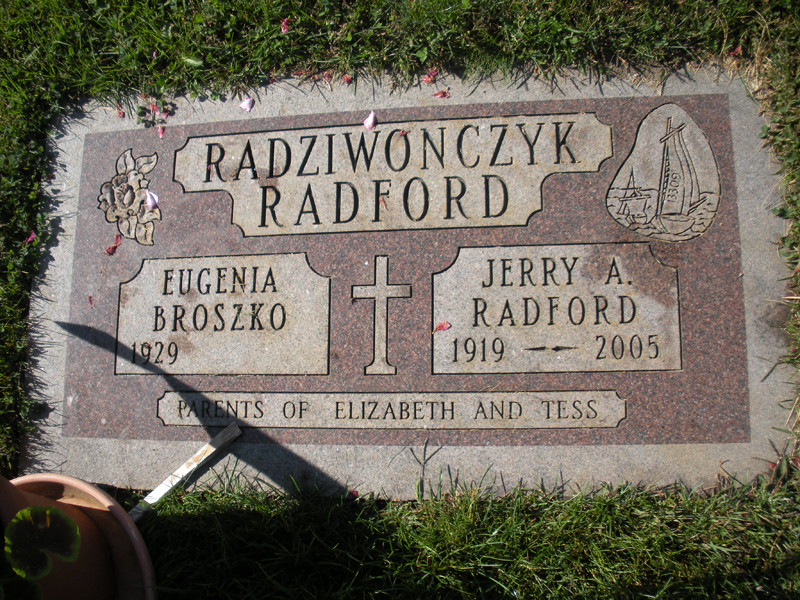 RADZIWONCZYK
RADFORD
EUGENIA
BROSZKO
1929
JERRY A.
RADFORD
1919 2005
PARENTS OF ELIZABETH AND TESS